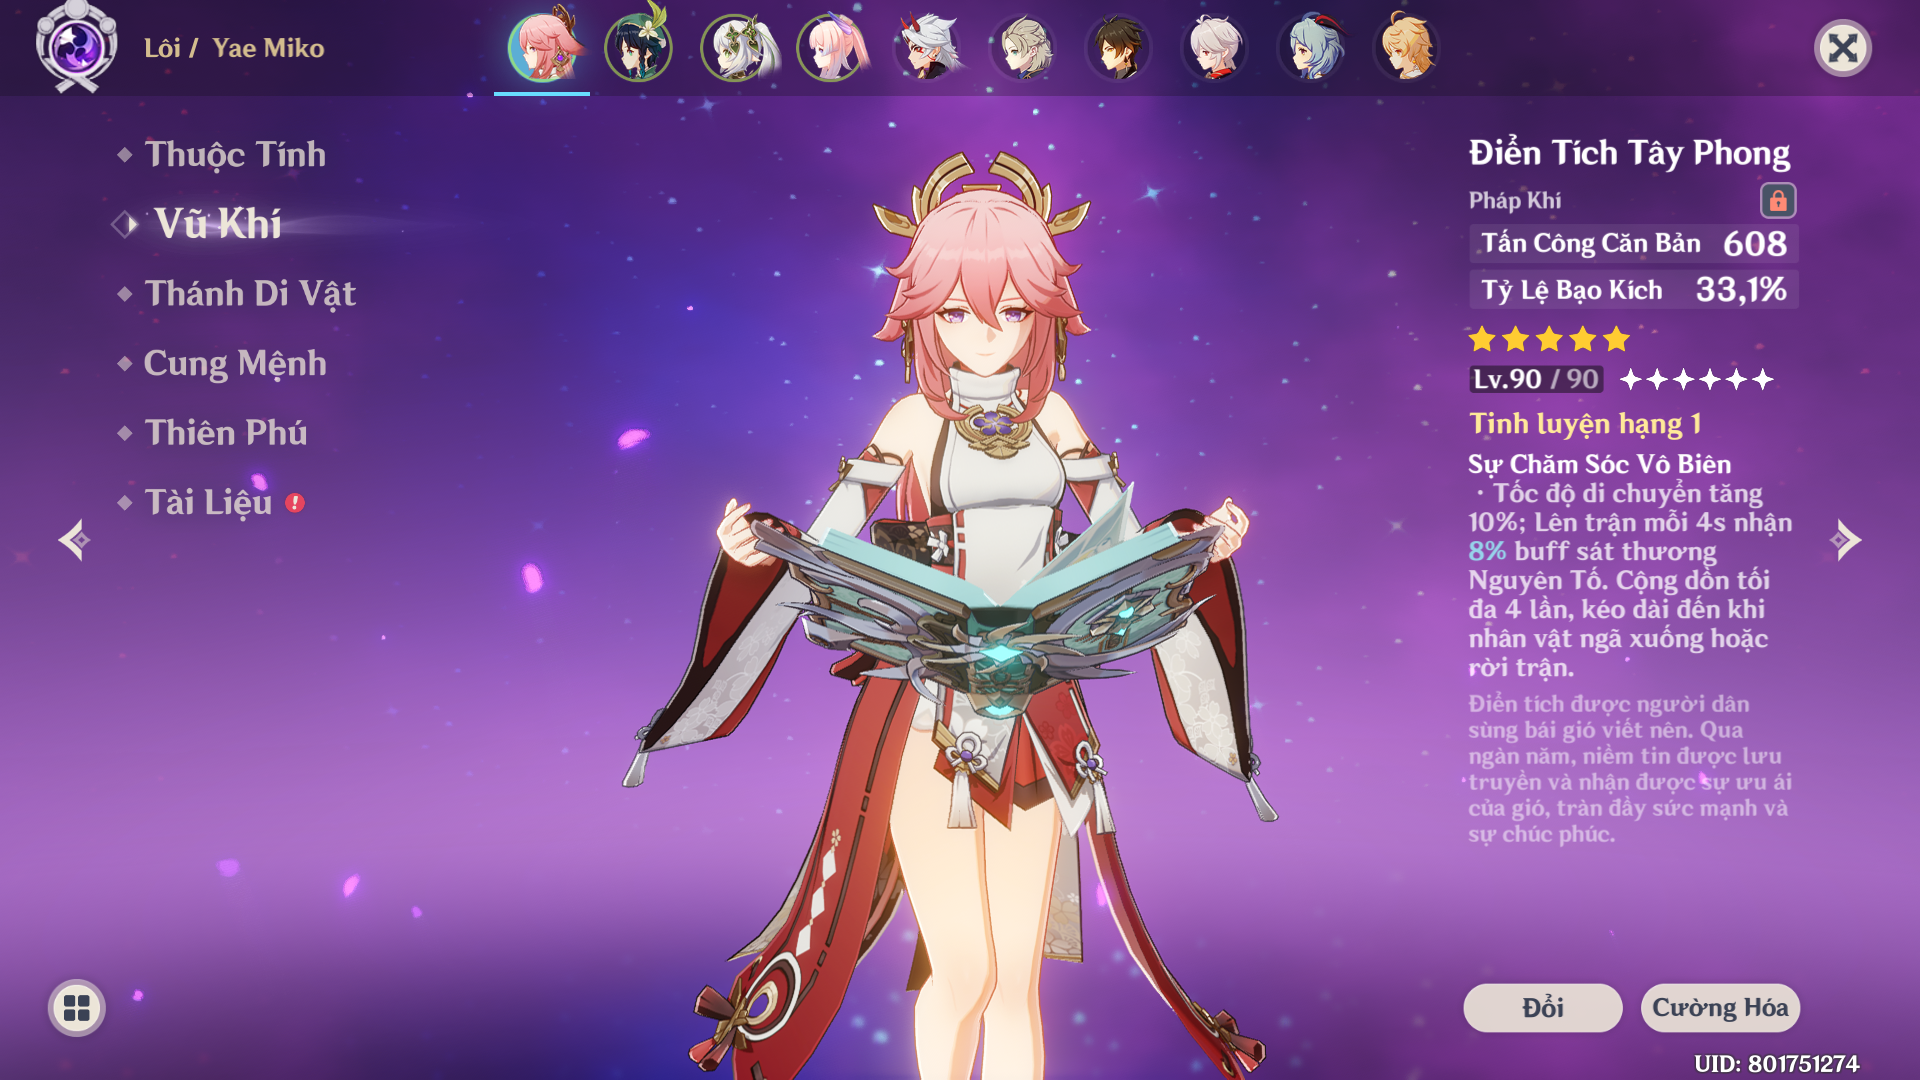 Lôi / Yae Miko
Thuộc Tính
Vũ Khí
Thánh Di Vật
Cung Mệnh
Thiên Phú
Tài Liệu
Điển Tích Tây Phong
Pháp Khí
Tấn Công Căn Bản 608
Tỷ Lệ Bạo Kích 33,1%
Lv.90 / 90
Tinh luyện hạng 1
Sự Chăm Sóc Vô Biên
· Tốc độ di chuyển tăng
10%; Lên trận mỗi 4s nhận
8% buff sát thương
Nguyên Tố. Cộng dồn tối
đa 4 lần, kéo dài đến khi
nhân vật ngã xuống hoặc
rời trận.
Điển tích được người dân
sùng bái gió viết nên. Qua
ngàn năm, niềm tin được lưu
truyền và nhận được sự ưu ái
của gió, tràn đầy sức mạnh và
sự chúc phúc.
Đổi
Cường Hóa
UID: 801751274